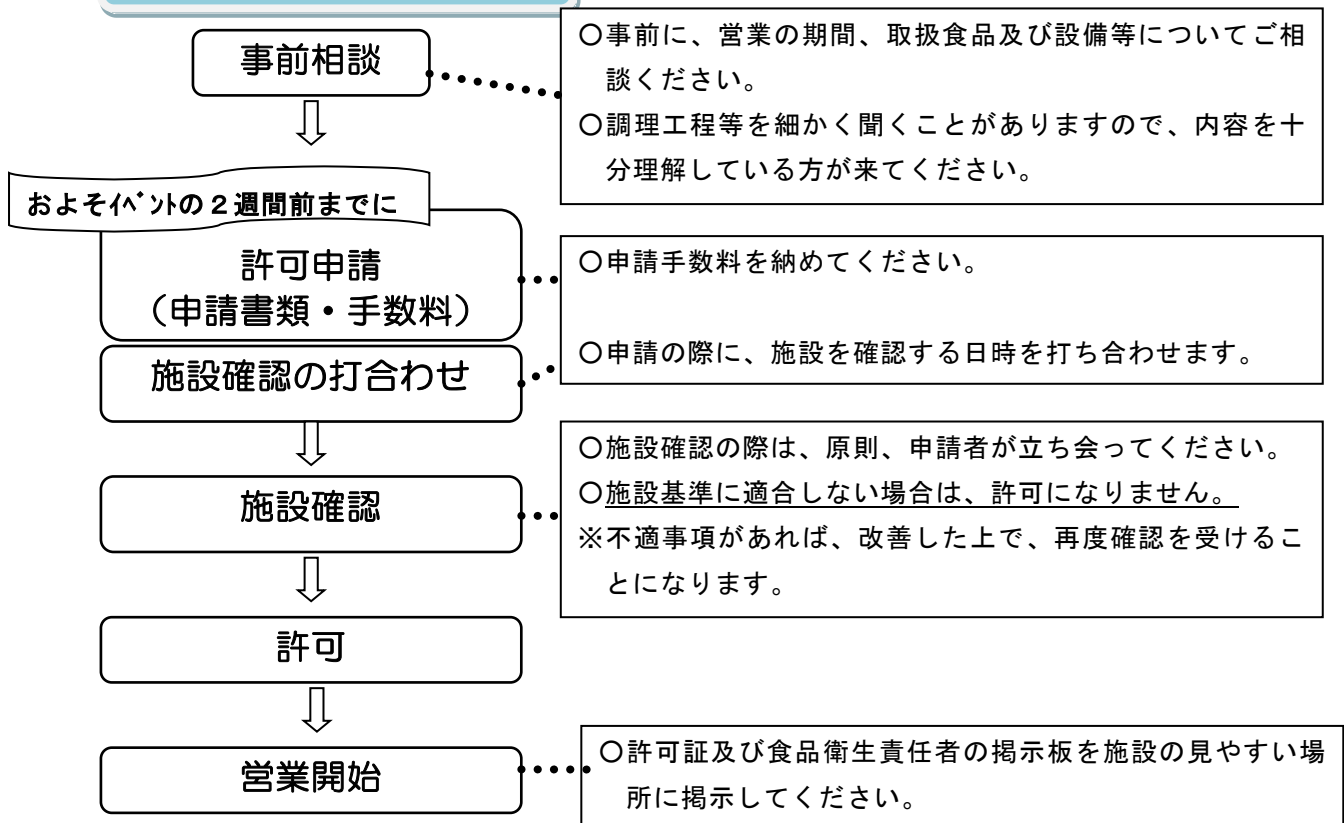 事前相談
〇事前に、営業の期間、取扱食品及び設備等についてご相
談ください。
〇調理工程等を細かく聞くことがありますので、内容を十
分理解している方が来てください。
およそｲﾍﾞﾝﾄの２週間前までに
許可申請
（申請書類・手数料）
〇申請手数料を納めてください。
〇申請の際に、施設を確認する日時を打ち合わせます。
施設確認の打合わせ
施設確認
〇施設確認の際は、原則、申請者が立ち会ってください。
〇施設基準に適合しない場合は、許可になりません。
※不適事項があれば、改善した上で、再度確認を受けるこ
とになります。
許可
営業開始
〇許可証及び食品衛生責任者の掲示板を施設の見やすい場
所に掲示してください。